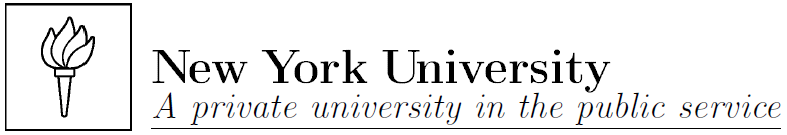 New York University
A private university in the public service